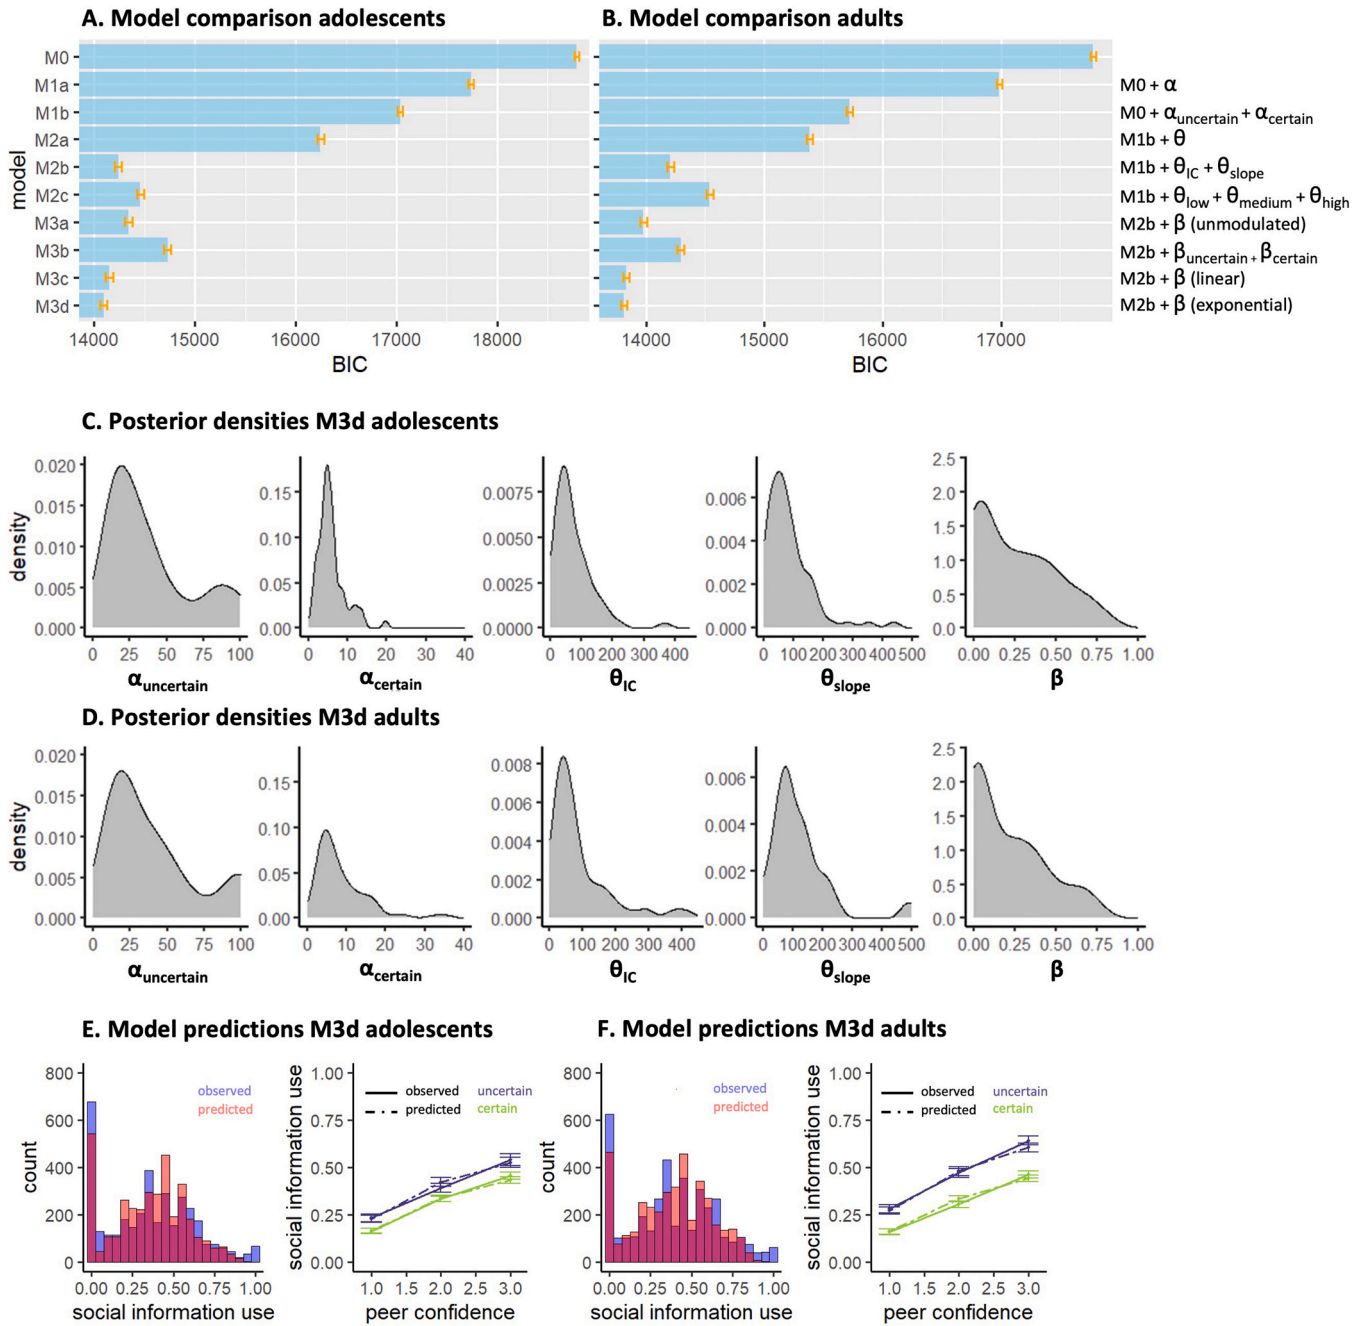 A. Model comparison adolescents
B. Model comparison adults
model
M0
M1a
M1b
M2a
M2b
M2c
M3a
M3b
M3c
M3d
14000 15000 16000 17000 18000
BIC
14000 15000 16000 17000
BIC
M0 + α
M0 + αuncertain + αcertain
M1b + θ
M1b + θIC + θslope
M1b + θlow + θmedium + θhigh
M2b + β (unmodulated)
M2b + βuncertain + βcertain
M2b + β (linear)
M2b + β (exponential)
C. Posterior densities M3d adolescents
density
0.020
0.015
0.010
0.005
0.000
0 25 50 75 100
αuncertain
0.15
0.10
0.05
0.00
0 10 20 30 40
αcertain
0.0075
0.0050
0.0025
0.0000
0 100 200 300 400
θIC
0.006
0.004
0.002
0.000
0 100 200 300 400 500
θslope
2.5
2.0
1.5
1.0
0.5
0.0
0.00 0.25 0.50 0.75 1.00
β
D. Posterior densities M3d adults
density
0.020
0.015
0.010
0.005
0.000
0 25 50 75 100
αuncertain
0.15
0.10
0.05
0.00
0 10 20 30 40
αcertain
0.008
0.006
0.004
0.002
0.000
0 100 200 300 400
θIC
0.006
0.004
0.002
0.000
0 100 200 300 400 500
θslope
2.5
2.0
1.5
1.0
0.5
0.0
0.00 0.25 0.50 0.75 1.00
β
E. Model predictions M3d adolescents
count
800
600
400
200
0
observed
predicted
0.00 0.25 0.50 0.75 1.00
social information use
social information use
1.00
0.75
0.50
0.25
0.00
observed uncertain
predicted certain
1.0 1.5 2.0 2.5 3.0
peer confidence
F. Model predictions M3d adults
count
800
600
400
200
0
observed
predicted
0.00 0.25 0.50 0.75 1.00
social information use
social information use
1.00
0.75
0.50
0.25
0.00
observed uncertain
predicted certain
1.0 1.5 2.0 2.5 3.0
peer confidence